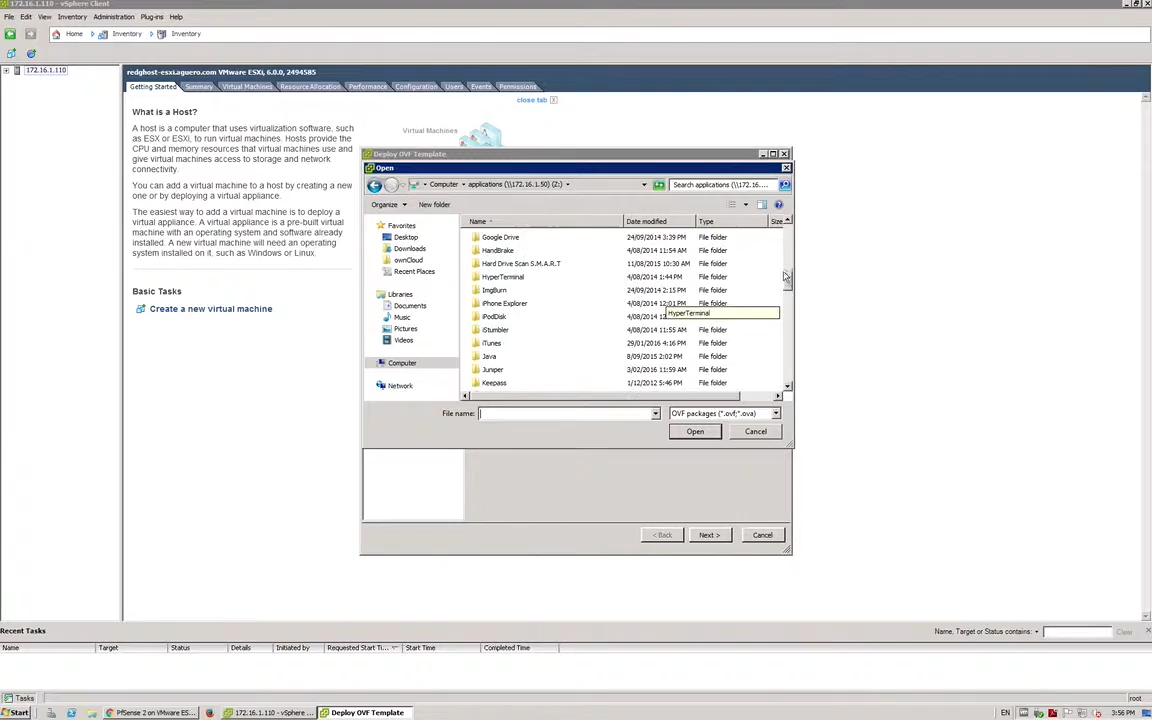 172.16.1.110 - vSphere Client
File Edit View Inventory Administration Plug-ins Help
Home Inventory Inventory
172.16.1.110
redghost-esxi.aguero.com VMware ESXi, 6.0.0, 2494585
Getting Started Summary Virtual Machines Resource Allocation Performance Configuration Users Events Permissions
close tab X
What is a Host?
A host is a computer that uses virtualization software, such
as ESX or ESXi, to run virtual machines. Hosts provide the
CPU and memory resources that virtual machines use and
give virtual machines access to storage and network
connectivity.
You can add a virtual machine to a host by creating a new
one or by deploying a virtual appliance.
The easiest way to add a virtual machine is to deploy a
virtual appliance. A virtual appliance is a pre-built virtual
machine with an operating system and software already
installed. A new virtual machine will need an operating
system installed on it, such as Windows or Linux.
Basic Tasks
Create a new virtual machine
Virtual Machines
Deploy OVF Template
Open
Computer applications (\\172.16.1.50) (Z:)
Search applications (\\172.16....
Organize New folder
Favorites
Desktop
Downloads
ownCloud
Recent Places
Libraries
Documents
Music
Pictures
Videos
Computer
Network
Name Date modified Type Size
Google Drive 24/09/2014 3:39 PM File folder
HandBrake 4/08/2014 11:54 AM File folder
Hard Drive Scan S.M.A.R.T 11/08/2015 10:30 AM File folder
HyperTerminal 4/08/2014 1:44 PM File folder
ImgBurn 24/09/2014 2:15 PM File folder
iPhone Explorer 4/08/2014 12:01 PM File folder
iPodDisk 4/08/2014 12
HyperTerminal
iStumbler 4/08/2014 11:55 AM File folder
iTunes 29/01/2016 4:16 PM File folder
Java 8/09/2015 2:02 PM File folder
Juniper 3/02/2016 11:59 AM File folder
Keepass 1/12/2012 5:46 PM File folder
File name:
OVF packages (*.ovf;*.ova)
Open Cancel
< Back Next > Cancel
Recent Tasks
Name, Target or Status contains: Clear
Name Target Status Details Initiated by Requested Start Ti... Start Time Completed Time
Tasks root
Start PfSense 2 on VMware ES... 172.16.1.110 - vSphere ... Deploy OVF Template EN 3:56 PM